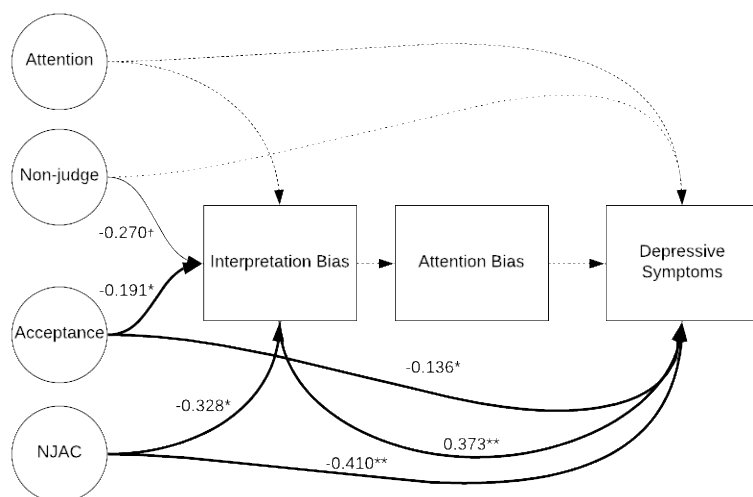 Attention
Non-judge
-0.270†
Interpretation Bias
Attention Bias
Depressive
Symptoms
-0.191*
Acceptance
-0.136*
-0.328*
0.373**
NJAC
-0.410**